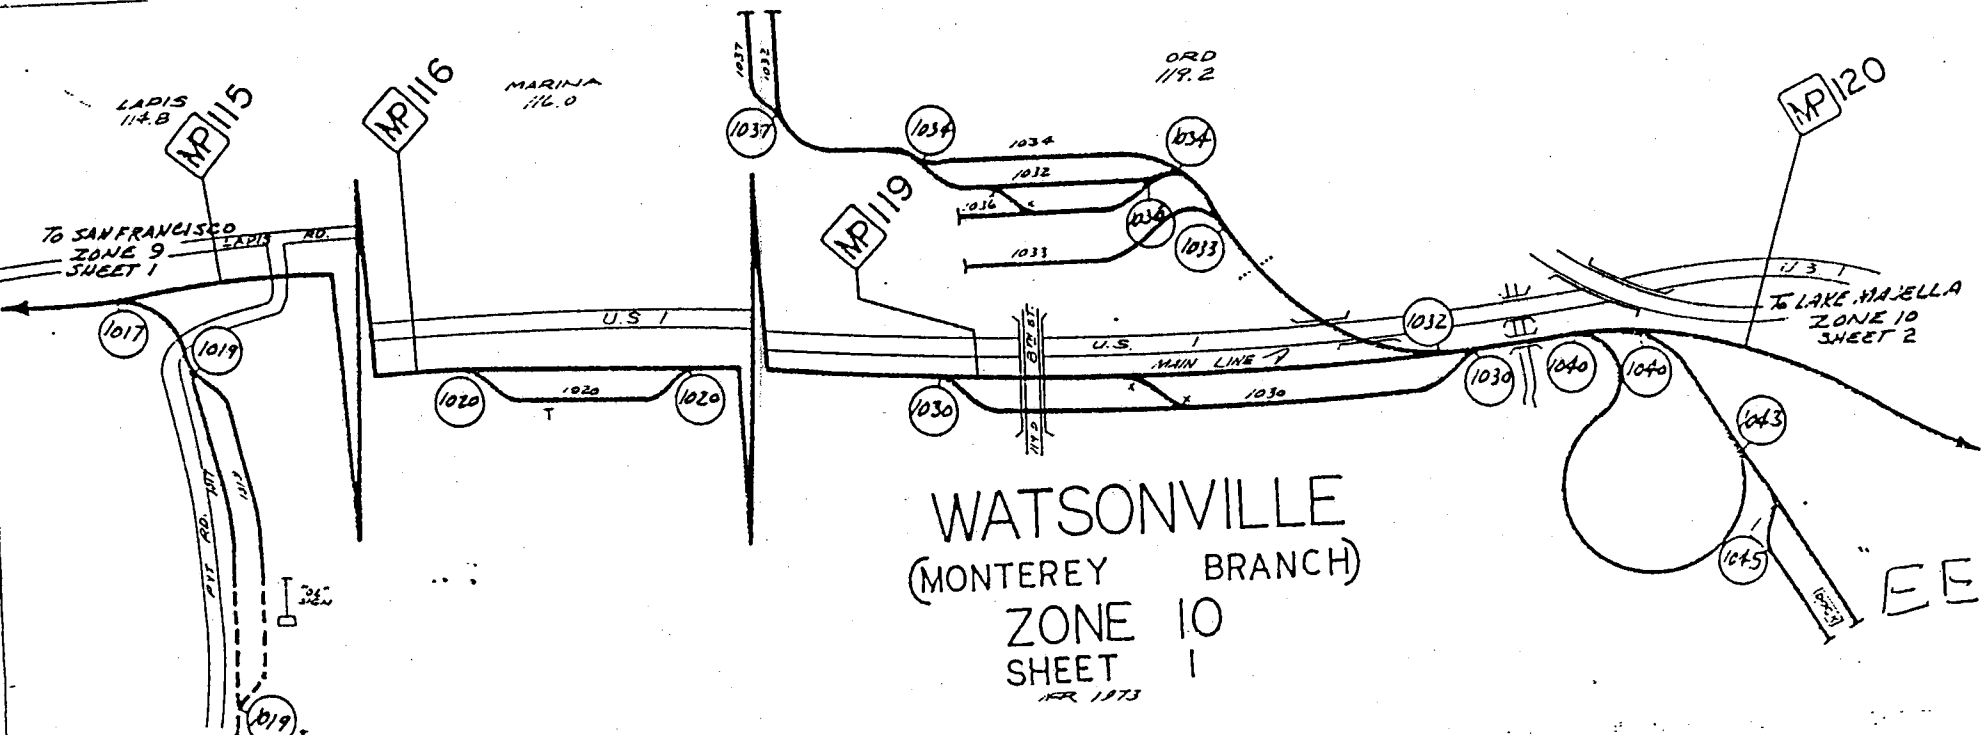 LAPIS
114.8
MP 115
MP 116
MARINA
116.0
1037
1032
ORD
119.2
MP 120
1037
1034
1034
1034
1032
1036
MP 119
1033
1033
TO SAN FRANCISCO
ZONE 9
SHEET 1
LAPIS RD.
1017
1019
U.S 1
8TH ST.
U.S. 1
MAIN LINE
1032
TO LAKE MAJELLA
ZONE 10
SHEET 2
1020
1020
1020
1030
1030
1030
1040
1040
1043
1045
PVT RD.
1019
WATSONVILLE
(MONTEREY BRANCH)
ZONE 10
SHEET 1
1973
"EE